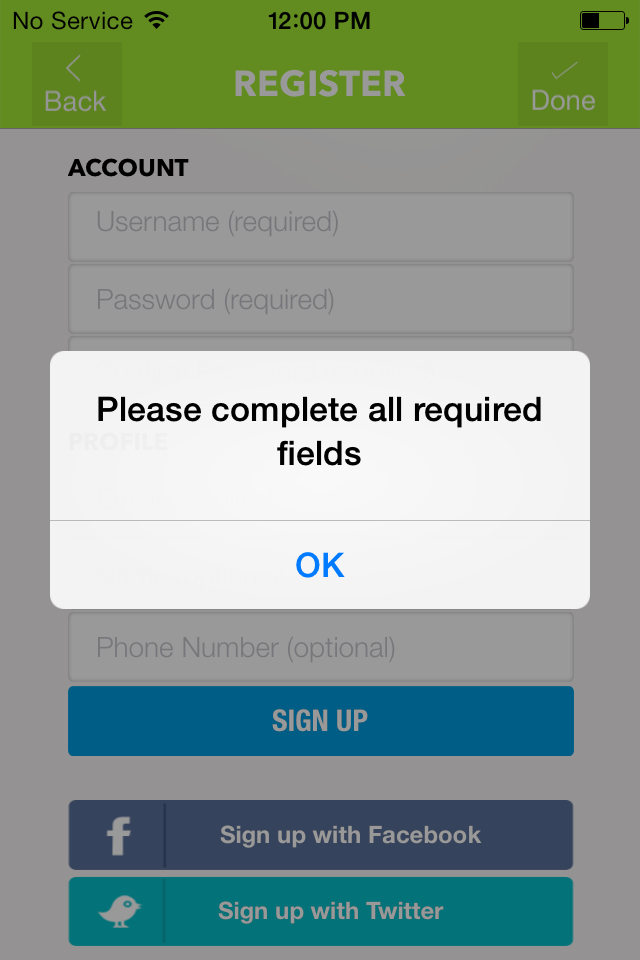 No Service 12:00 PM
Back REGISTER Done
ACCOUNT
Username (required)
Password (required)
Please complete all required
fields
PROFILE
OK
Phone Number (optional)
SIGN UP
f Sign up with Facebook
Sign up with Twitter